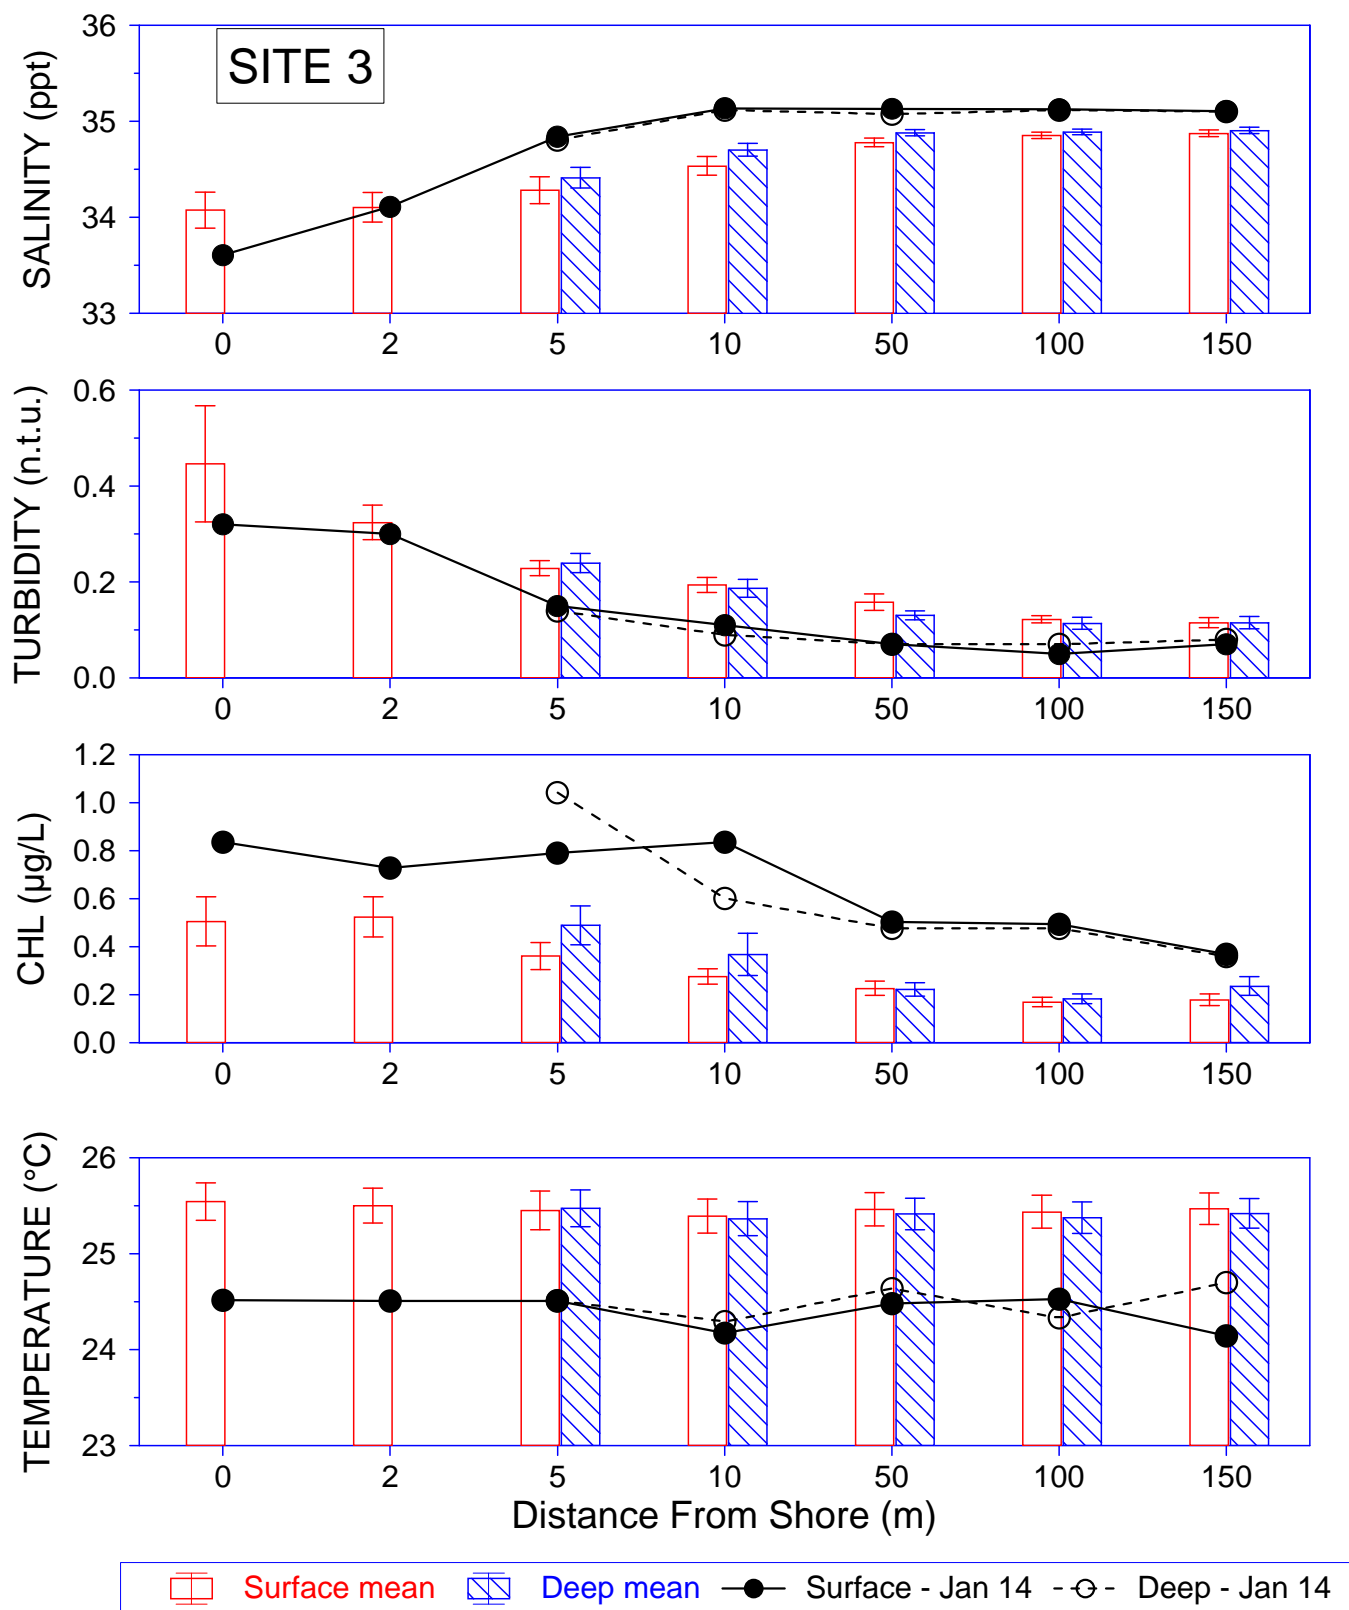 SITE 3
SALINITY (ppt)
36
35
34
33
0 2 5 10 50 100 150
TURBIDITY (n.t.u.)
0.6
0.4
0.2
0.0
0 2 5 10 50 100 150
CHL (µg/L)
1.2
1.0
0.8
0.6
0.4
0.2
0.0
0 2 5 10 50 100 150
TEMPERATURE (°C)
26
25
24
23
0 2 5 10 50 100 150
Distance From Shore (m)
Surface mean Deep mean Surface - Jan 14 Deep - Jan 14